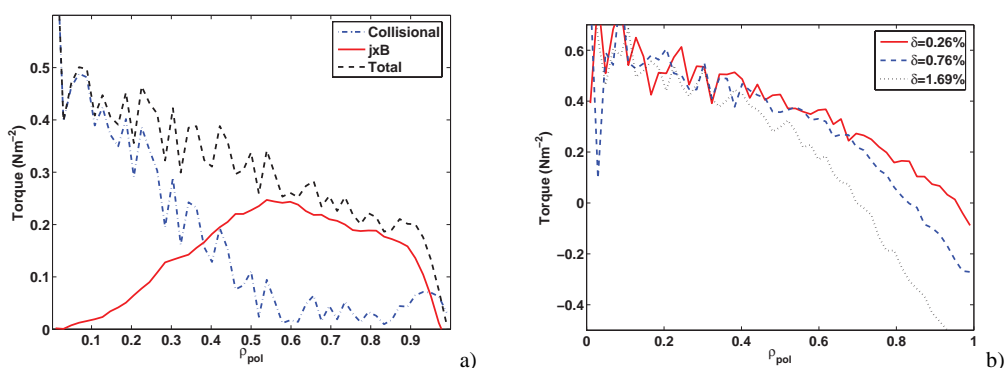 Collisional
jxB
Total
0.5
0.4
0.3
0.2
0.1
0
Torque (Nm⁻²)
0.1 0.2 0.3 0.4 0.5 0.6 0.7 0.8 0.9
ρpol
a)
δ=0.26%
δ=0.76%
δ=1.69%
0.6
0.4
0.2
0
−0.2
−0.4
Torque (Nm⁻²)
0 0.2 0.4 0.6 0.8 1
ρpol
b)